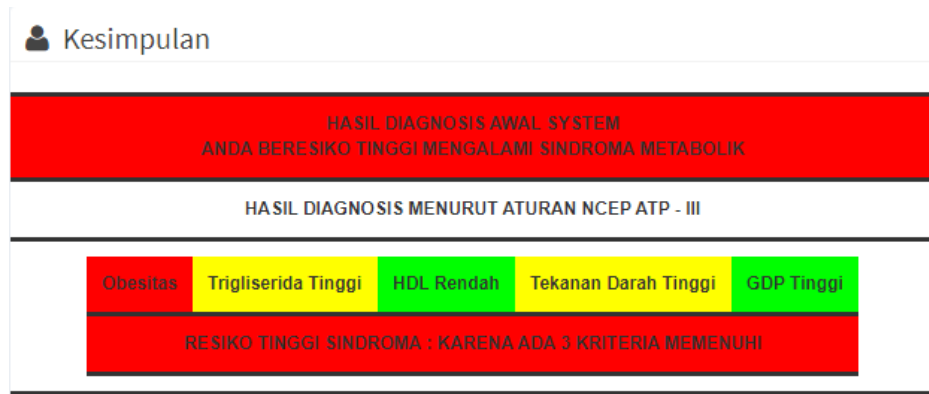 Kesimpulan
HASIL DIAGNOSIS AWAL SYSTEM
ANDA BERESIKO TINGGI MENGALAMI SINDROMA METABOLIK
HASIL DIAGNOSIS MENURUT ATURAN NCEP ATP - III
Obesitas Trigliserida Tinggi HDL Rendah Tekanan Darah Tinggi GDP Tinggi
RESIKO TINGGI SINDROMA : KARENA ADA 3 KRITERIA MEMENUHI